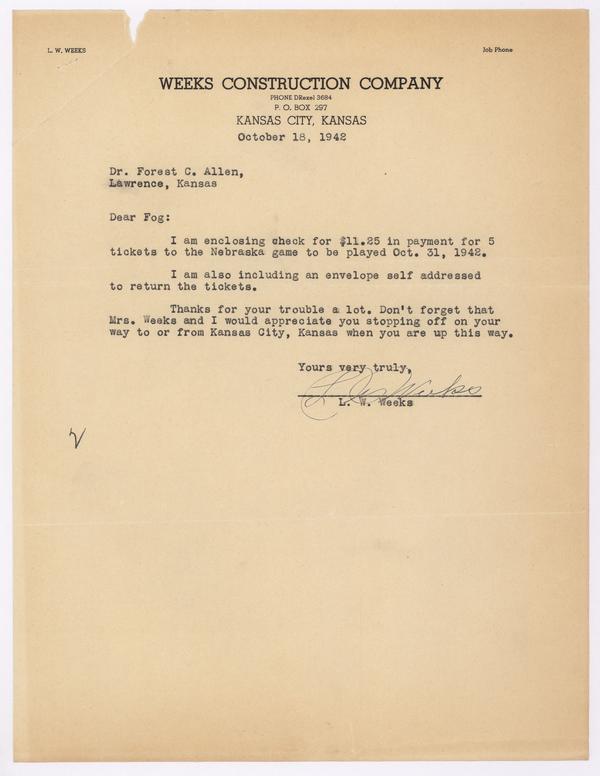 L. W. WEEKS
Job Phone
WEEKS CONSTRUCTION COMPANY
PHONE DRexel 3684
P. O. BOX 297
KANSAS CITY, KANSAS
October 18, 1942
Dr. Forest C. Allen,
Lawrence, Kansas
Dear Fog:
I am enclosing check for $11.25 in payment for 5
tickets to the Nebraska game to be played Oct. 31, 1942.
I am also including an envelope self addressed
to return the tickets.
Thanks for your trouble a lot. Don't forget that
Mrs. Weeks and I would appreciate you stopping off on your
way to or from Kansas City, Kansas when you are up this way.
Yours very truly,
L. W. Weeks
L. W. Weeks